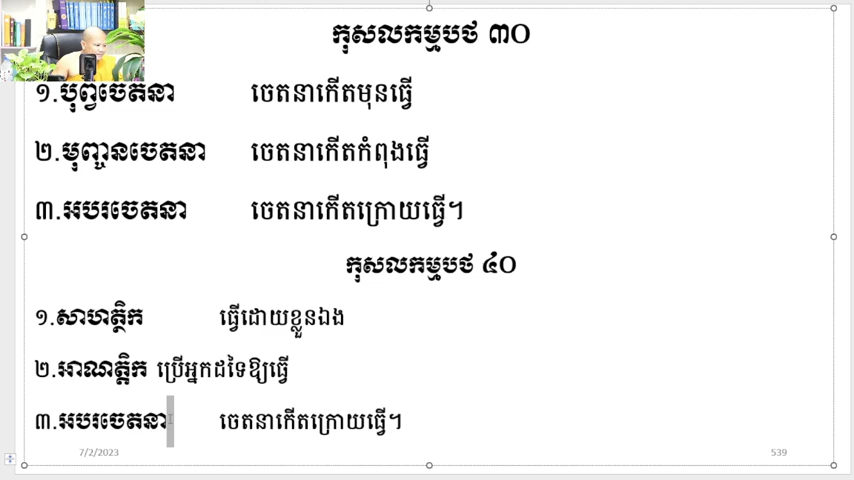 កុសលកម្មបថ ៣០
១.បុព្វចេតនា ចេតនាកើតមុនធ្វើ
២.មុញ្ចនចេតនា ចេតនាកើតកំពុងធ្វើ
៣.អបរចេតនា ចេតនាកើតក្រោយធ្វើ។
កុសលកម្មបថ ៤០
១.សាហត្ថិក ធ្វើដោយខ្លួនឯង
២.អាណត្តិក ប្រើអ្នកដទៃឱ្យធ្វើ
៣.អបរចេតនា ចេតនាកើតក្រោយធ្វើ។
7/2/2023 539